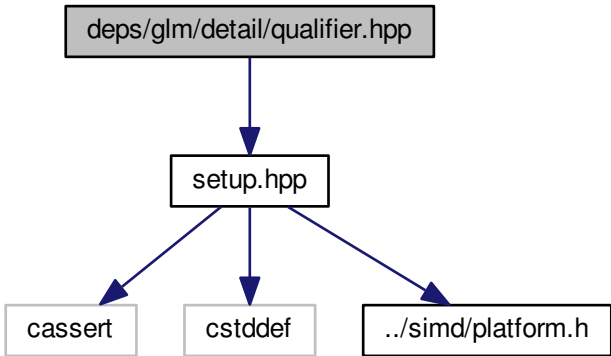 deps/glm/detail/qualifier.hpp
setup.hpp
cassert
cstddef
../simd/platform.h